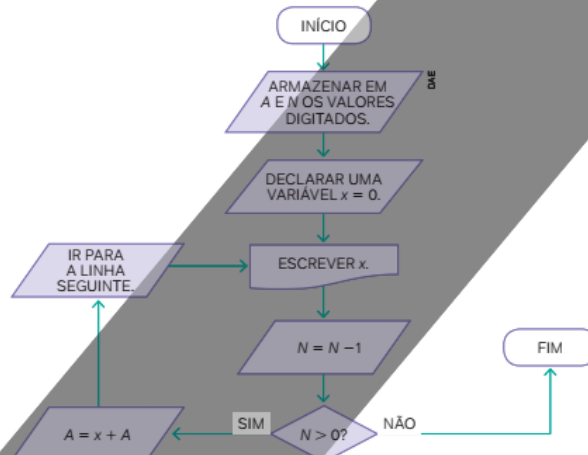 INÍCIO
ARMAZENAR EM
A E N OS VALORES
DIGITADOS.
DAE
DECLARAR UMA
VARIÁVEL x = 0.
IR PARA
A LINHA
SEGUINTE.
ESCREVER x.
N = N −1
FIM
A = x + A
SIM
N > 0?
NÃO